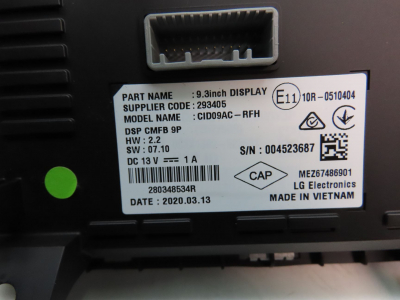 PART NAME : 9.3inch DISPLAY
SUPPLIER CODE : 293405
MODEL NAME : CID09AC-RFH
E11 10R-0510404
DSP CMFB 9P
HW : 2.2
SW : 07.10
DC 13 V 1 A
S/N : 004523687
280348534R
DATE : 2020.03.13
CAP
MEZ67486901
LG Electronics
MADE IN VIETNAM